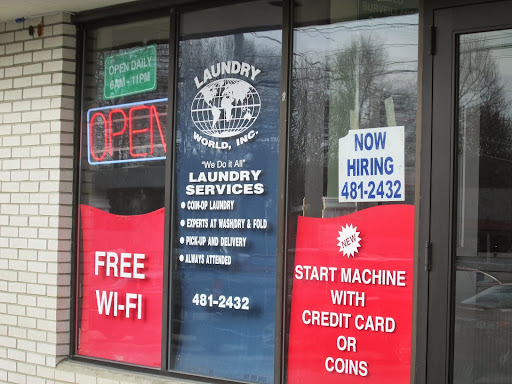 OPEN DAILY
6AM - 11PM
OPEN
FREE
WI-FI
LAUNDRY
WORLD, INC.
"We Do it All"
LAUNDRY
SERVICES
• COIN-OP LAUNDRY
• EXPERTS AT WASH/DRY & FOLD
• PICK-UP AND DELIVERY
• ALWAYS ATTENDED
481-2432
NOW
HIRING
481-2432
NEW
START MACHINE
WITH
CREDIT CARD
OR
COINS